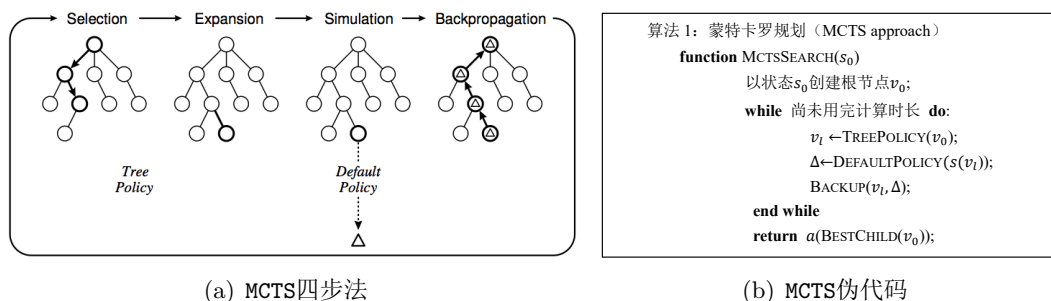 Selection → Expansion → Simulation → Backpropagation
Tree
Policy
Default
Policy
Δ
(a) MCTS四步法
算法 1：蒙特卡罗规划（MCTS approach）
function MCTSSEARCH(s₀)
以状态s₀创建根节点v₀;
while 尚未用完计算时长 do:
vₗ ←TREEPOLICY(v₀);
Δ←DEFAULTPOLICY(s(vₗ));
BACKUP(vₗ, Δ);
end while
return a(BESTCHILD(v₀));
(b) MCTS伪代码